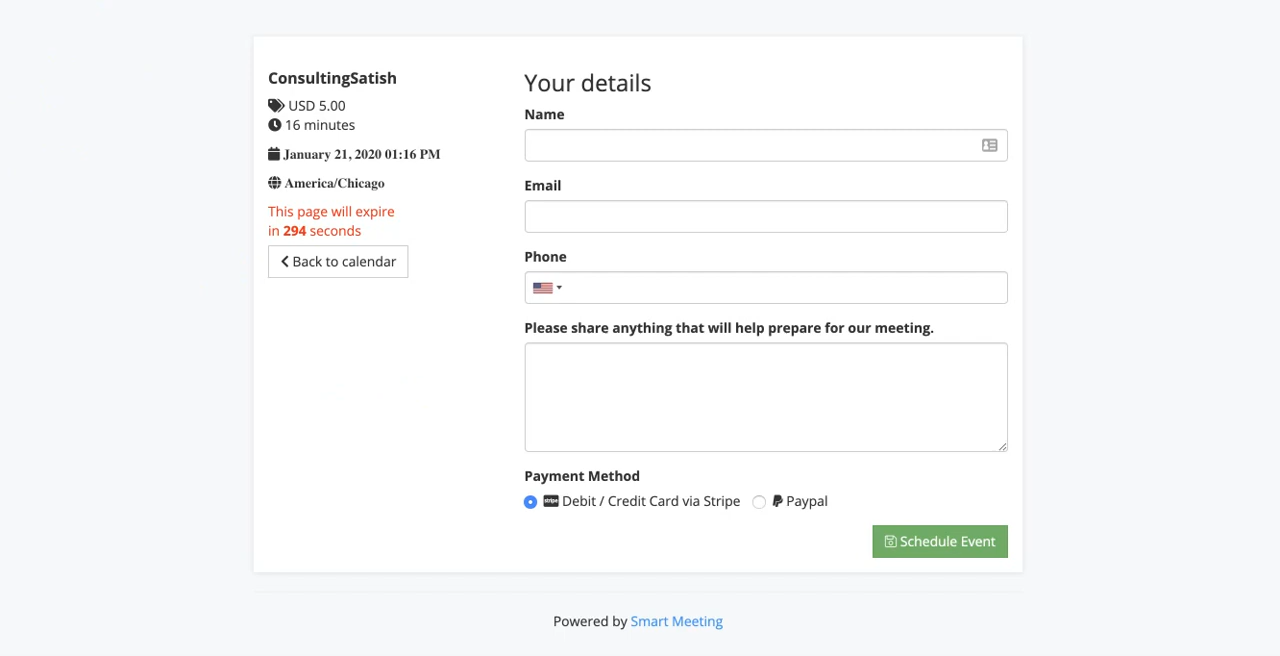 ConsultingSatish
USD 5.00
16 minutes
January 21, 2020 01:16 PM
America/Chicago
This page will expire
in 294 seconds
Back to calendar
Your details
Name
Email
Phone
Please share anything that will help prepare for our meeting.
Payment Method
stripe Debit / Credit Card via Stripe Paypal
Schedule Event
Powered by Smart Meeting